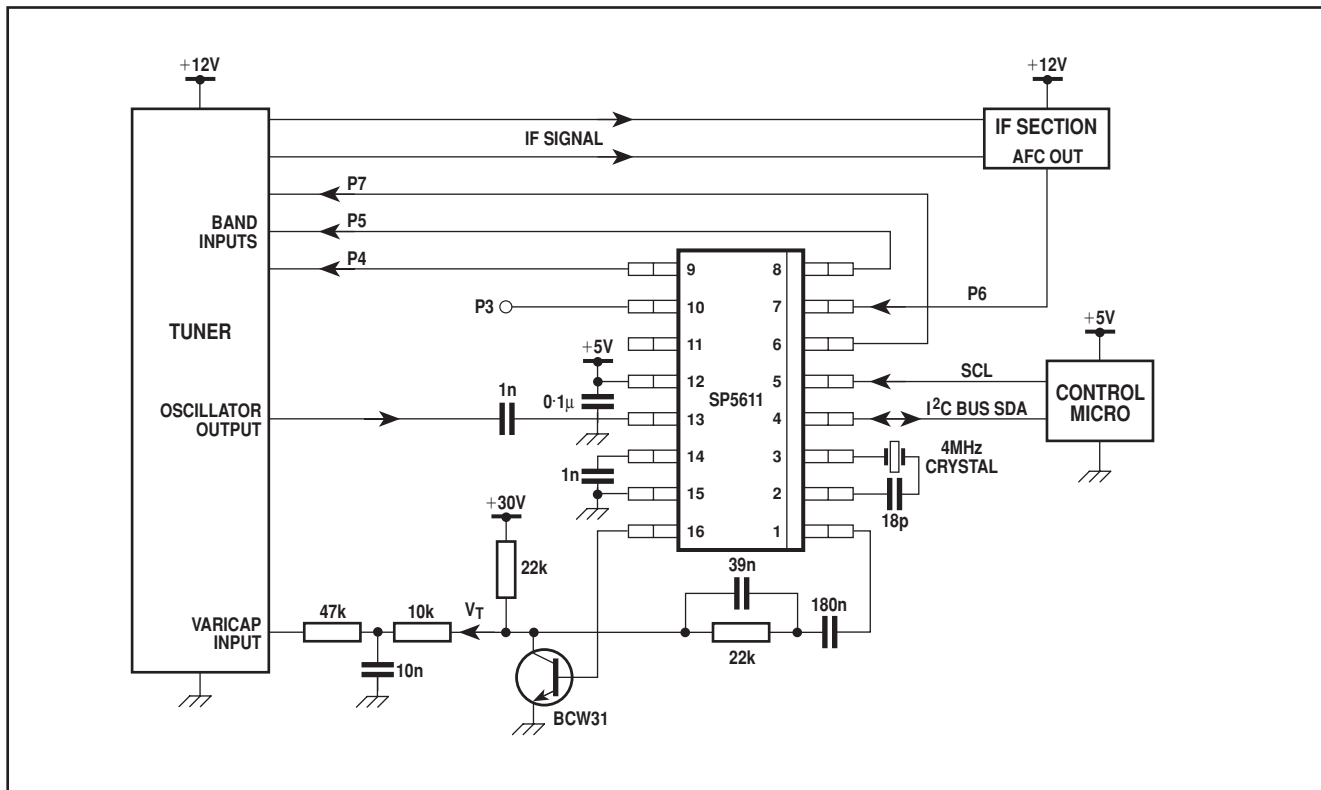 +12V
+12V
IF SECTION
AFC OUT
IF SIGNAL
P7
BAND
INPUTS
P5
P4
9
8
P3
10
7
P6
TUNER
11
6
+5V
+5V
12
5
SCL
SP5611
CONTROL
MICRO
OSCILLATOR
OUTPUT
1n
0·1µ
13
4
I²C BUS SDA
14
3
4MHz
CRYSTAL
1n
15
2
18p
+30V
16
1
22k
39n
180n
VARICAP
INPUT
47k
10k
VT
22k
10n
BCW31